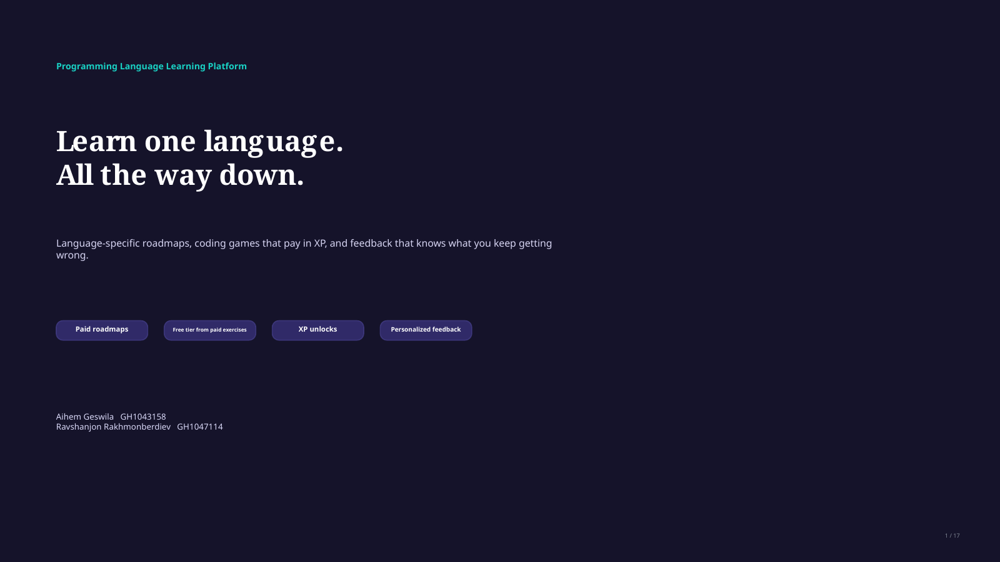 Programming Language Learning Platform
Learn one language.
All the way down.
Language-specific roadmaps, coding games that pay in XP, and feedback that knows what you keep getting
wrong.
Paid roadmaps
Free tier from paid exercises
XP unlocks
Personalized feedback
Aihem Geswila GH1043158
Ravshanjon Rakhmonberdiev GH1047114
1 / 17